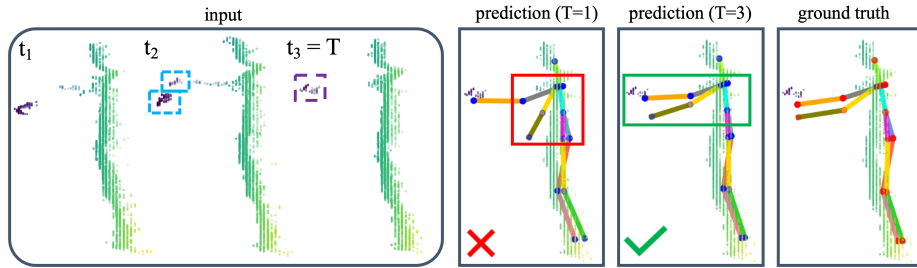 input
prediction (T=1)
prediction (T=3)
ground truth
t₁
t₂
t₃ = T